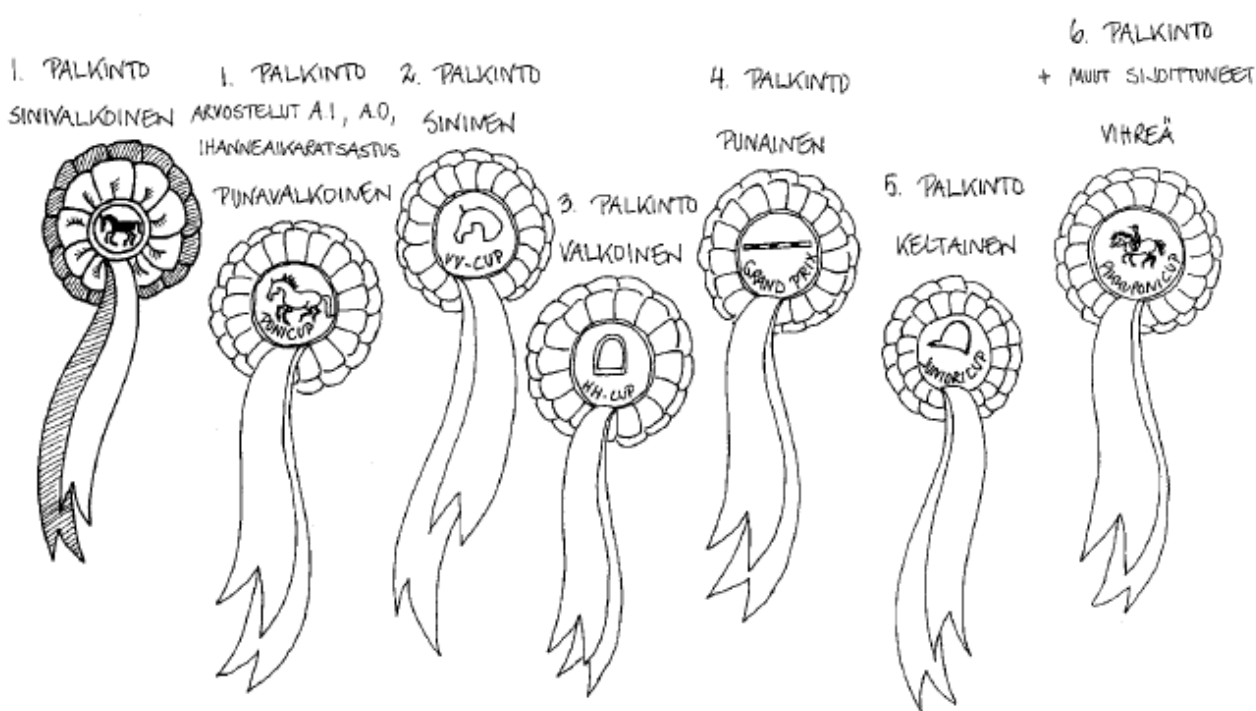 1. PALKINTO
SINIVALKOINEN
1. PALKINTO
ARVOSTELUT A.1, A.0,
IHANNEAIKARATSASTUS
PUNAVALKOINEN
PONICUP
2. PALKINTO
SININEN
VV-CUP
3. PALKINTO
VALKOINEN
HH-CUP
4. PALKINTO
PUNAINEN
GRAND PRIX
5. PALKINTO
KELTAINEN
JUNIORICUP
6. PALKINTO
+ MUUT SIJOITTUNEET
VIHREÄ